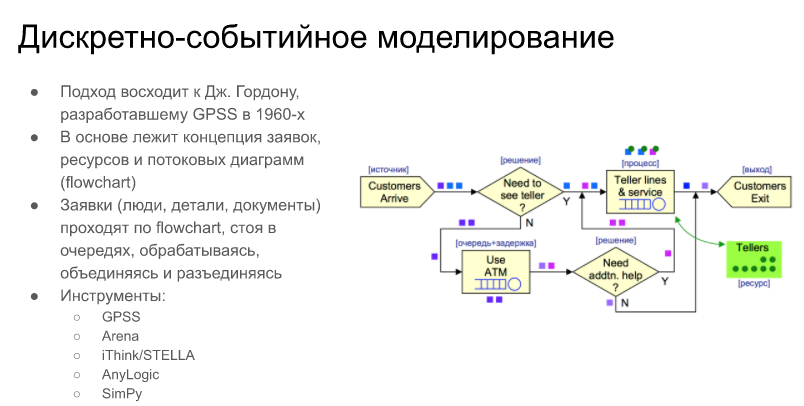 Дискретно-событийное моделирование
● Подход восходит к Дж. Гордону,
разработавшему GPSS в 1960-х
● В основе лежит концепция заявок,
ресурсов и потоковых диаграмм
(flowchart)
● Заявки (люди, детали, документы)
проходят по flowchart, стоя в
очередях, обрабатываясь,
объединяясь и разъединяясь
● Инструменты:
○ GPSS
○ Arena
○ iThink/STELLA
○ AnyLogic
○ SimPy
[источник]
Customers
Arrive
[решение]
Need to
see teller
?
Y
N
[процесс]
Teller lines
& service
[выход]
Customers
Exit
[очередь+задержка]
Use
ATM
[решение]
Need
addtn. help
?
Y
N
Tellers
[ресурс]